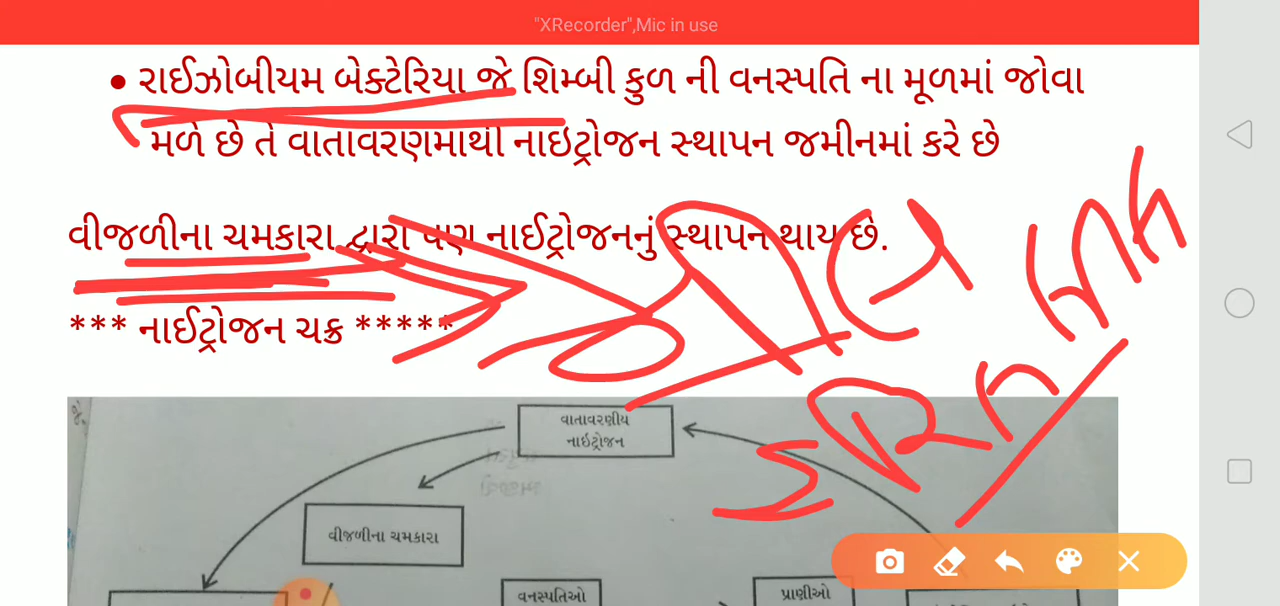 "XRecorder",Mic in use
• રાઈઝોબીયમ બેક્ટેરિયા જે શિમ્બી કુળ ની વનસ્પતિ ના મૂળમાં જોવા
મળે છે તે વાતાવરણમાંથી નાઇટ્રોજન સ્થાપન જમીનમાં કરે છે
વીજળીના ચમકારા દ્વારા પણ નાઈટ્રોજનનું સ્થાપન થાય છે.
*** નાઈટ્રોજન ચક્ર *****
વાતાવરણીય
નાઇટ્રોજન
વીજળીના ચમકારા
વનસ્પતિઓ
પ્રાણીઓ